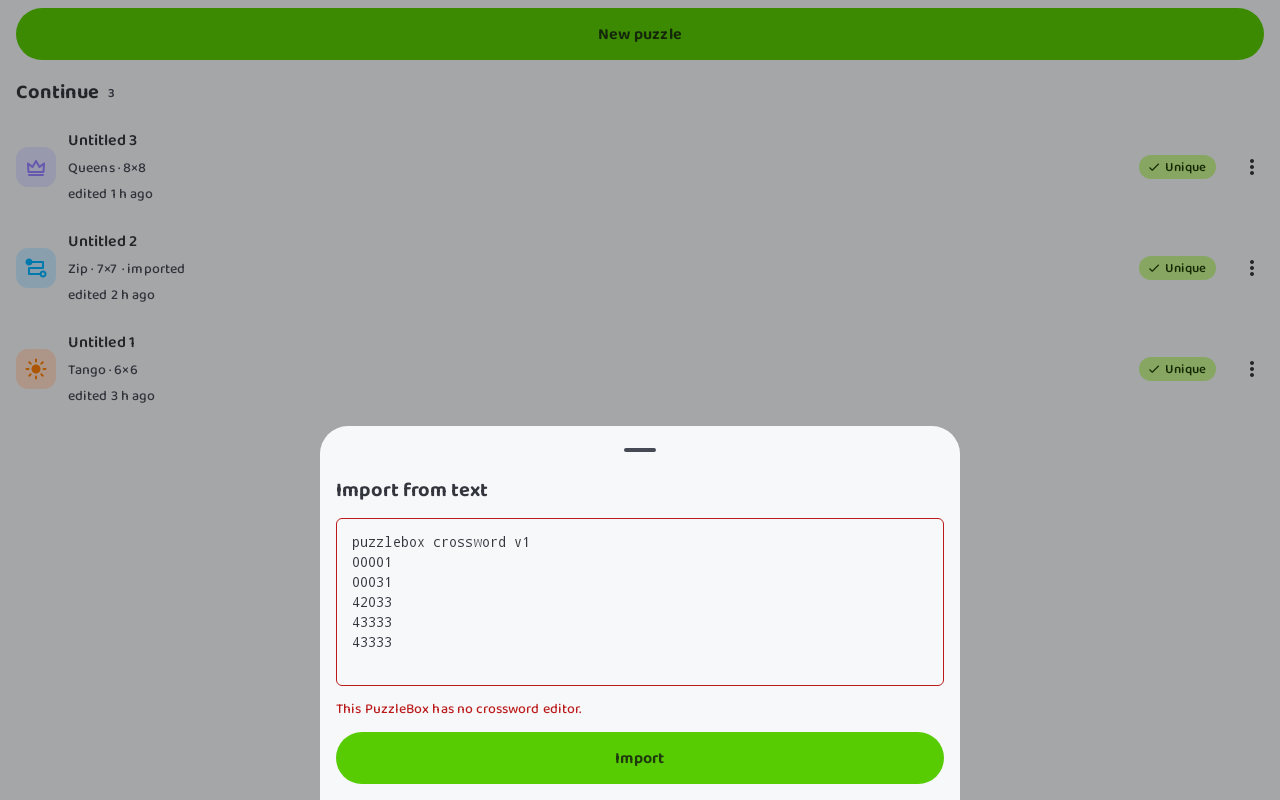 New puzzle
Continue 3
Untitled 3
Queens · 8×8
edited 1 h ago
Unique
Untitled 2
Zip · 7×7 · imported
edited 2 h ago
Unique
Untitled 1
Tango · 6×6
edited 3 h ago
Unique
Import from text
puzzlebox crossword v1
00001
00031
42033
43333
43333
This PuzzleBox has no crossword editor.
Import